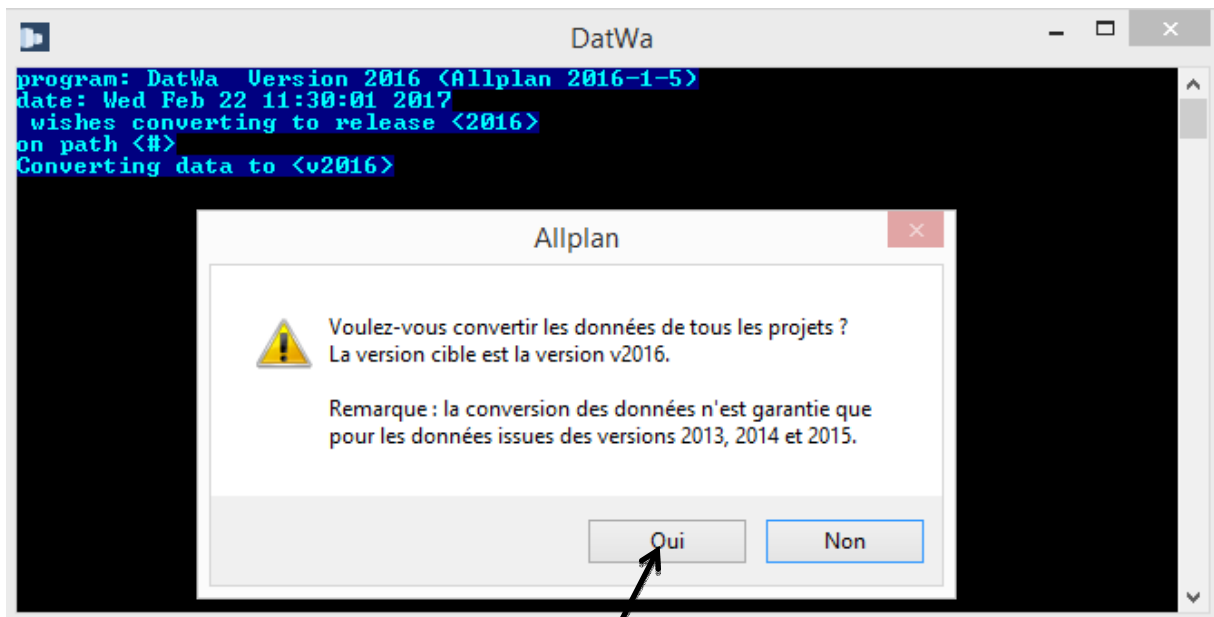 DatWa
program: DatWa Version 2016 <Allplan 2016-1-5>
date: Wed Feb 22 11:30:01 2017
wishes converting to release <2016>
on path <#>
Converting data to <v2016>
Allplan
Voulez-vous convertir les données de tous les projets ?
La version cible est la version v2016.
Remarque : la conversion des données n'est garantie que
pour les données issues des versions 2013, 2014 et 2015.
Oui
Non